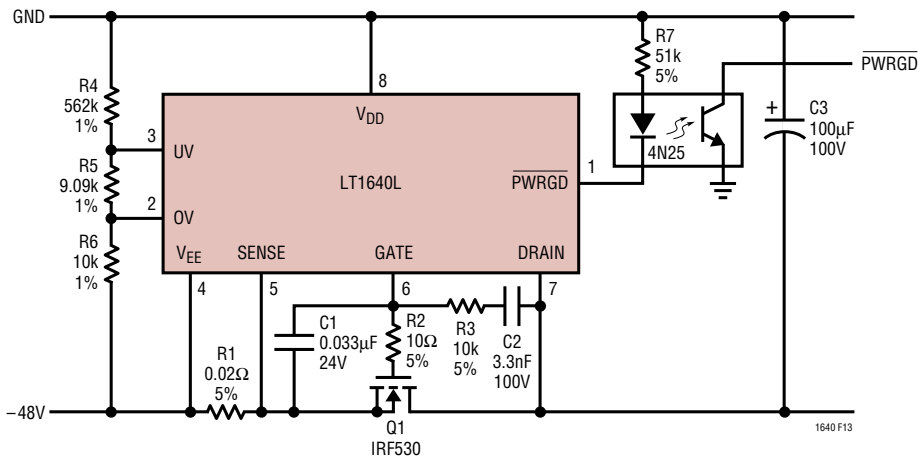 GND
R4
562k
1%
3
UV
R5
9.09k
1%
2
OV
R6
10k
1%
8
VDD
LT1640L
PWRGD
1
VEE
SENSE
GATE
DRAIN
4
5
6
7
R7
51k
5%
4N25
PWRGD
+
C3
100µF
100V
R1
0.02Ω
5%
C1
0.033µF
24V
R2
10Ω
5%
R3
10k
5%
C2
3.3nF
100V
–48V
Q1
IRF530
1640 F13